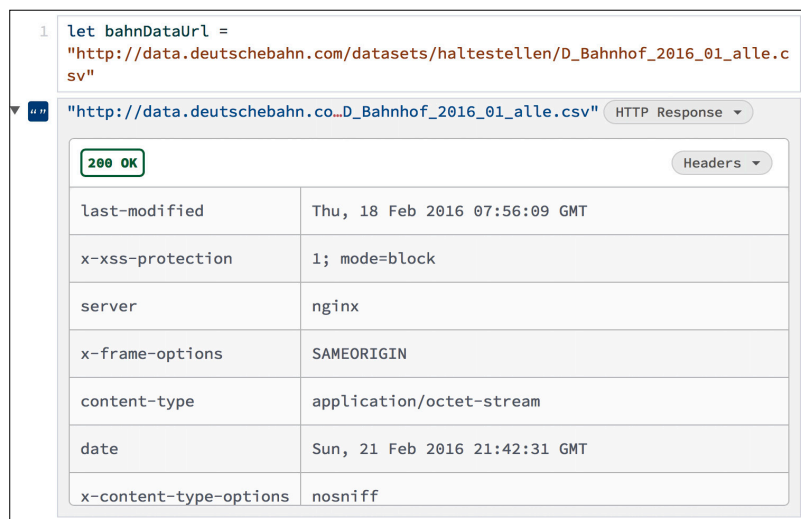 1 let bahnDataUrl =
"http://data.deutschebahn.com/datasets/haltestellen/D_Bahnhof_2016_01_alle.c
sv"
▼ “” "http://data.deutschebahn.co…D_Bahnhof_2016_01_alle.csv" HTTP Response ▾
200 OK Headers ▾
last-modified Thu, 18 Feb 2016 07:56:09 GMT
x-xss-protection 1; mode=block
server nginx
x-frame-options SAMEORIGIN
content-type application/octet-stream
date Sun, 21 Feb 2016 21:42:31 GMT
x-content-type-options nosniff